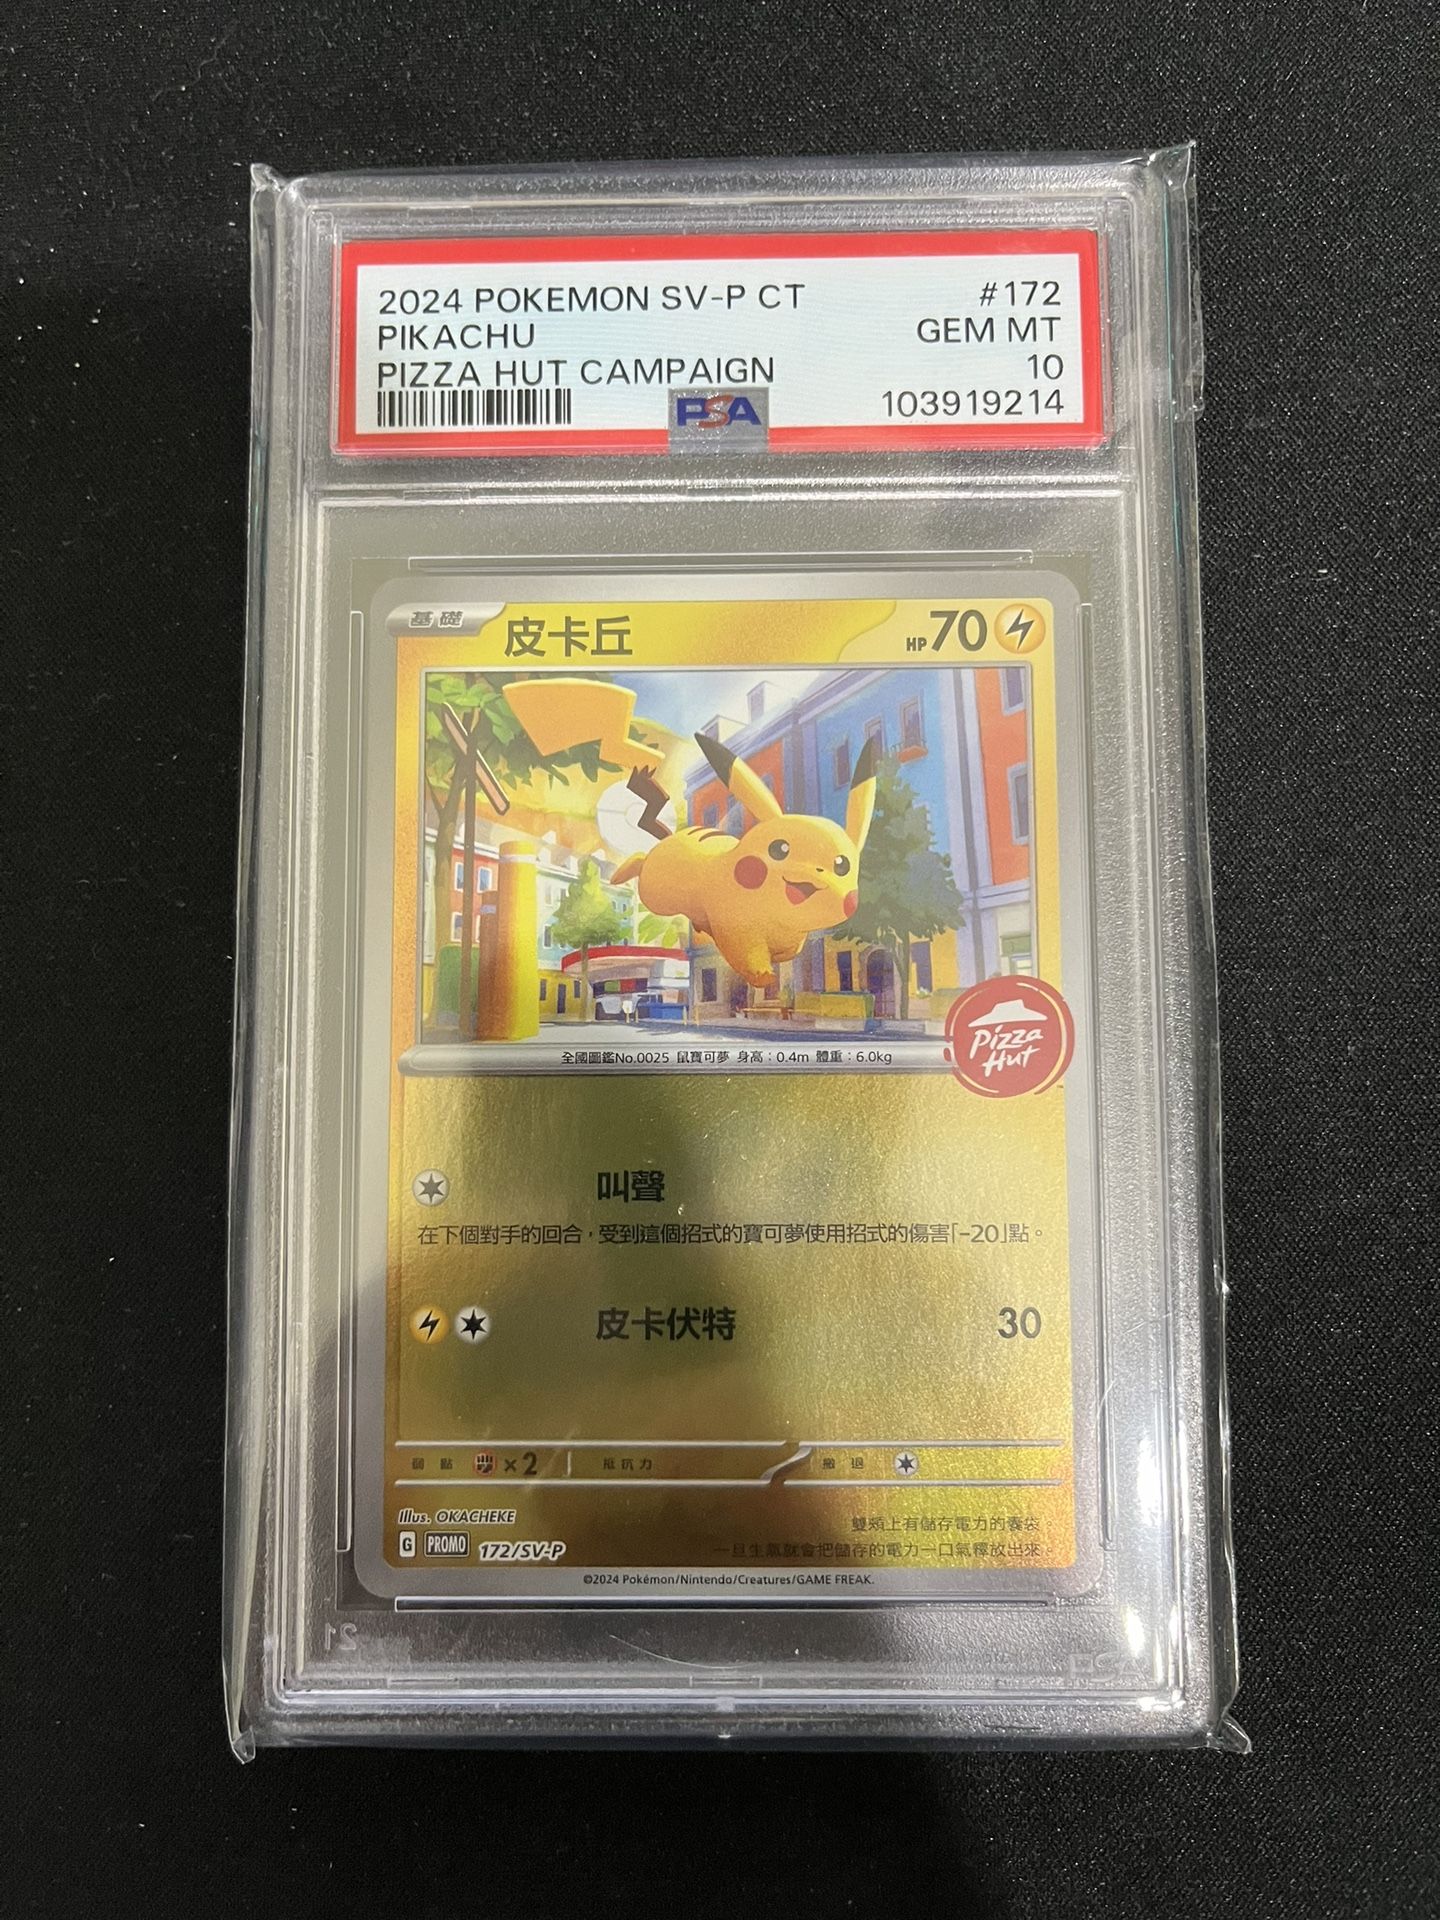 2024 POKEMON SV-P CT #172
PIKACHU GEM MT
PIZZA HUT CAMPAIGN 10
PSA 103919214
基礎 皮卡丘 HP70
全國圖鑑No.0025 鼠寶可夢 身高：0.4m 體重：6.0kg
Pizza
Hut
叫聲
在下個對手的回合，受到這個招式的寶可夢使用招式的傷害「-20」點。
皮卡伏特 30
弱點 ×2 抵抗力 撤退
Illus. OKACHEKE
雙頰上有儲存電力的囊袋。
G PROMO 172/SV-P
一旦生氣就會把儲存的電力一口氣釋放出來。
©2024 Pokémon/Nintendo/Creatures/GAME FREAK.
21 PSA